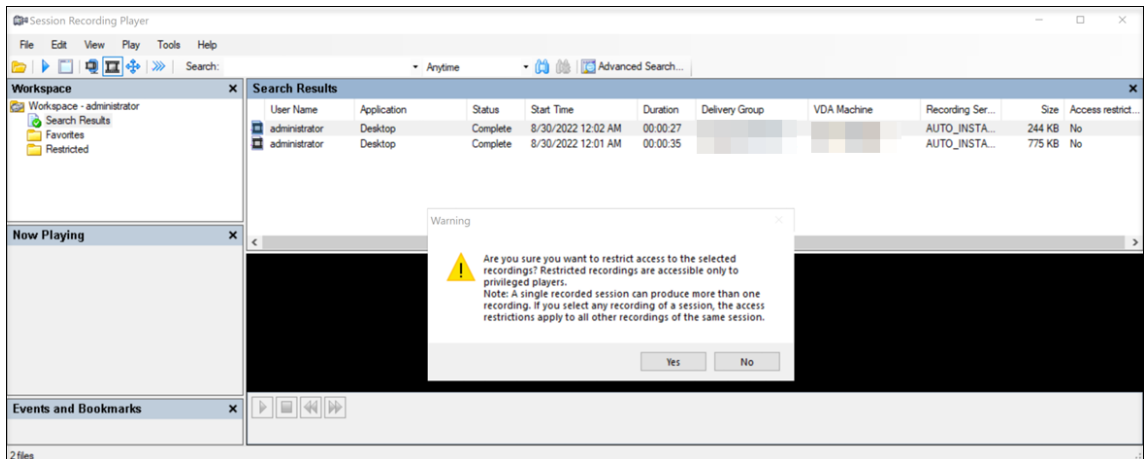 Session Recording Player
File Edit View Play Tools Help
Search: Anytime Advanced Search...
Workspace
Workspace - administrator
Search Results
Favorites
Restricted
Search Results
User Name Application Status Start Time Duration Delivery Group VDA Machine Recording Ser... Size Access restrict...
administrator Desktop Complete 8/30/2022 12:02 AM 00:00:27 AUTO_INSTA... 244 KB No
administrator Desktop Complete 8/30/2022 12:01 AM 00:00:35 AUTO_INSTA... 775 KB No
Now Playing
Warning
Are you sure you want to restrict access to the selected
recordings? Restricted recordings are accessible only to
privileged players.
Note: A single recorded session can produce more than one
recording. If you select any recording of a session, the access
restrictions apply to all other recordings of the same session.
Yes No
Events and Bookmarks
2 files